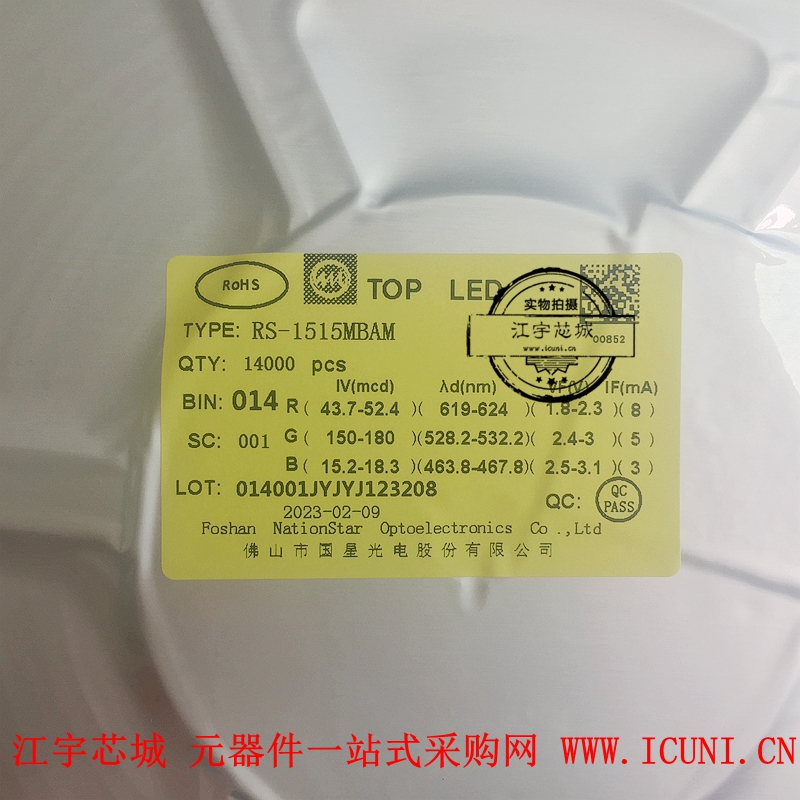 RoHS
TOP LED
实物拍摄
江宇芯城
www.icuni.cn
00852
TYPE: RS-1515MBAM
QTY: 14000 pcs
IV(mcd) λd(nm) VF(V) IF(mA)
BIN: 014 R ( 43.7-52.4 )( 619-624 )( 1.8-2.3 )( 8 )
SC: 001 G ( 150-180 )(528.2-532.2)( 2.4-3 )( 5 )
B ( 15.2-18.3 )(463.8-467.8)( 2.5-3.1 )( 3 )
LOT: 014001JYJYJ123208
QC: QC PASS
2023-02-09
Foshan NationStar Optoelectronics Co .,Ltd
佛山市国星光电股份有限公司
江宇芯城 元器件一站式采购网 WWW.ICUNI.CN